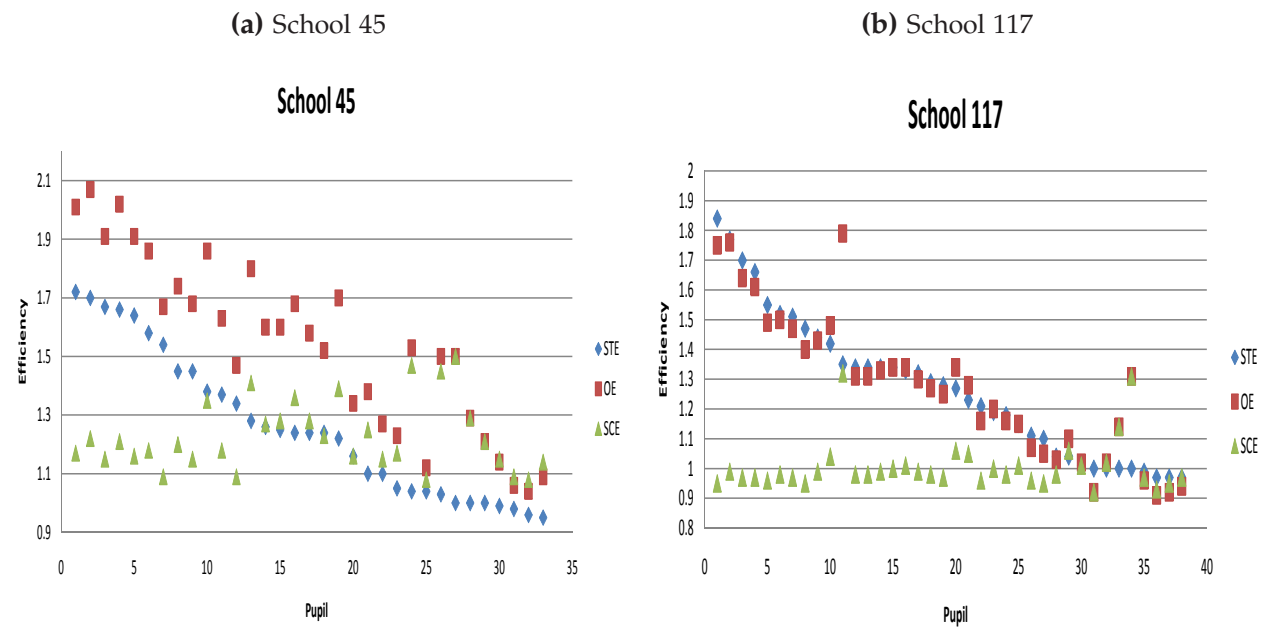 (a) School 45
School 45
2.1
1.9
1.7
1.5
1.3
1.1
0.9
Efficiency
0 5 10 15 20 25 30 35
Pupil
STE
OE
SCE
(b) School 117
School 117
2
1.9
1.8
1.7
1.6
1.5
1.4
1.3
1.2
1.1
1
0.9
0.8
Efficiency
0 5 10 15 20 25 30 35 40
Pupil
STE
OE
SCE